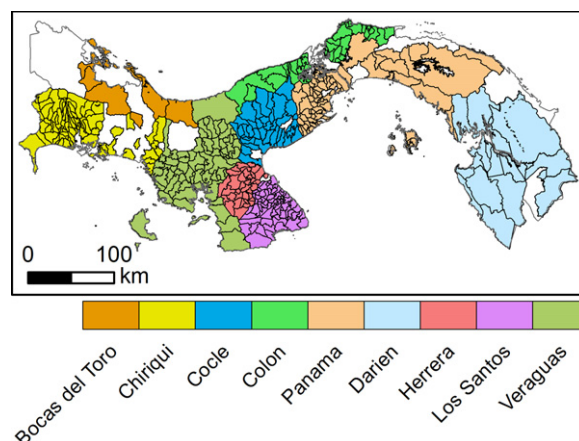 0 100
km
Bocas del Toro
Chiriqui
Cocle
Colon
Panama
Darien
Herrera
Los Santos
Veraguas